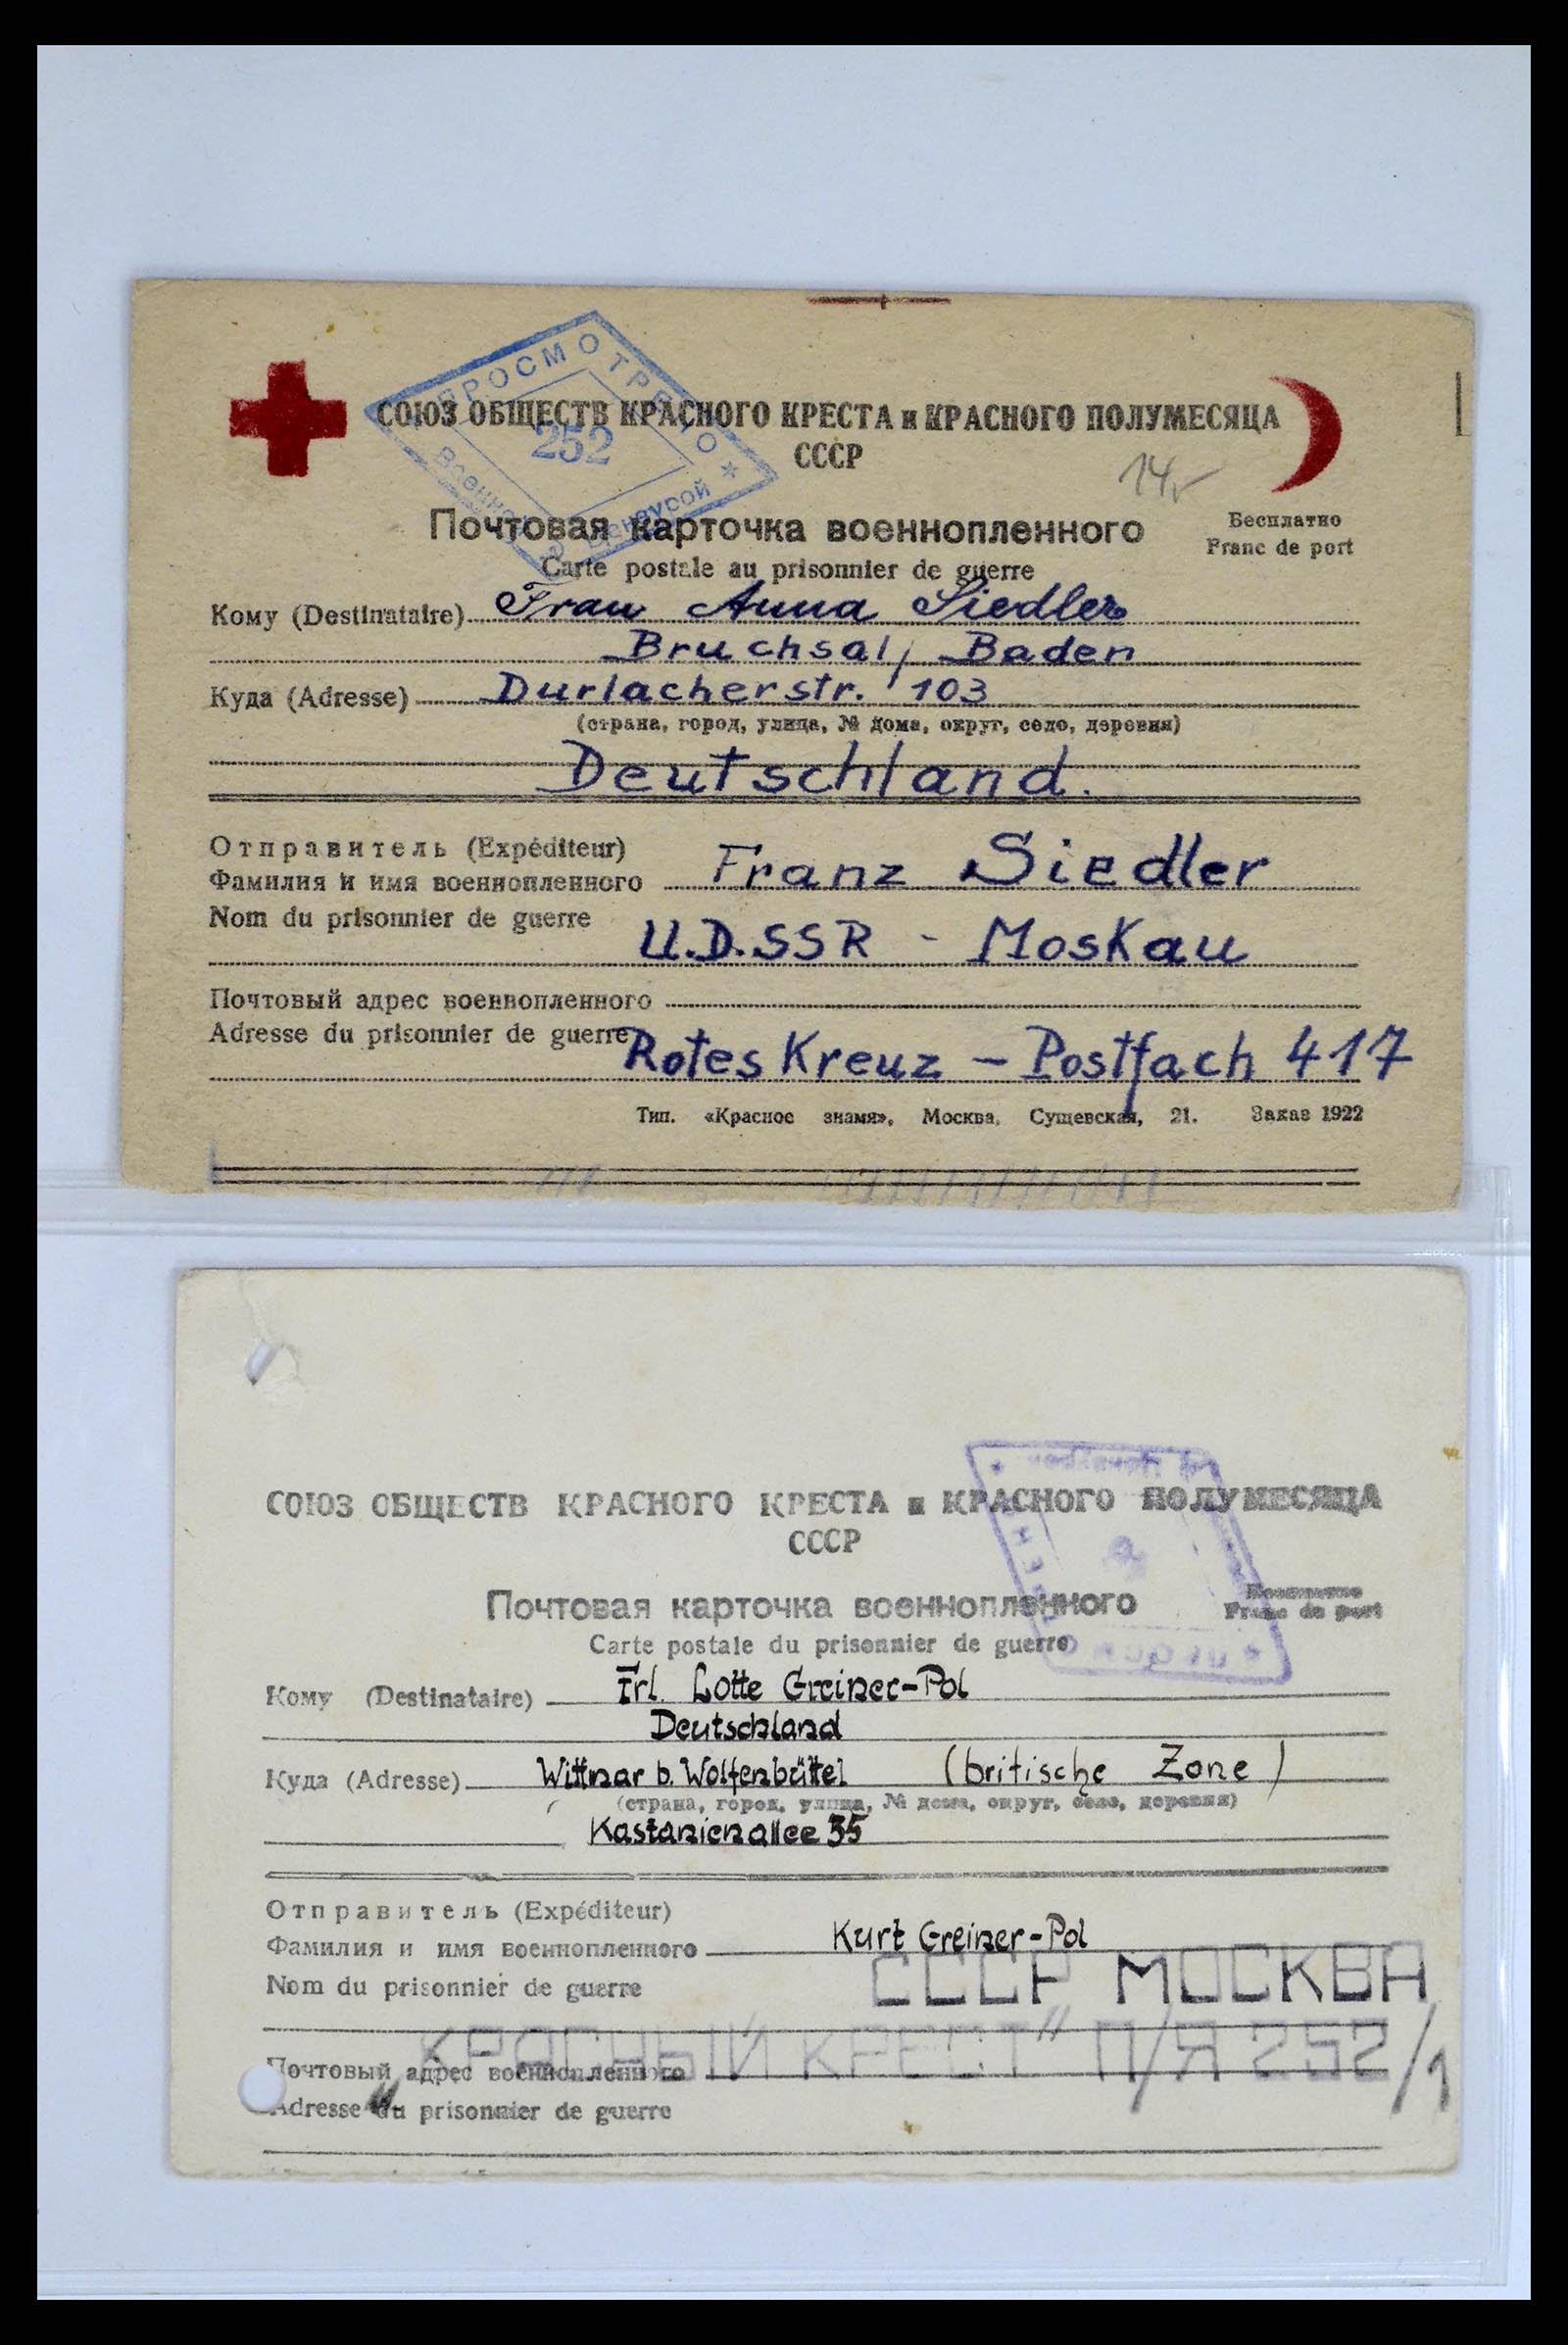 ПРОСМОТРЕНО
252
Военной Цензурой
СОЮЗ ОБЩЕСТВ КРАСНОГО КРЕСТА и КРАСНОГО ПОЛУМЕСЯЦА
СССР
14
Почтовая карточка военнопленного
Бесплатно
Franc de port
Carte postale au prisonnier de guerre
Кому (Destinataire) Frau Anna Siedler
Bruchsal, Baden
Куда (Adresse) Durlacherstr. 103
(страна, город, улица, № дома, округ, село, деревня)
Deutschland.
Отправитель (Expéditeur)
Фамилия и имя военнопленного Franz Siedler
Nom du prisonnier de guerre
U.D.SSR - Moskau
Почтовый адрес военнопленного
Adresse du prisonnier de guerre
Rotes Kreuz - Postfach 417
Тип. «Красное знамя», Москва, Сущевская, 21. Заказ 1922
СОЮЗ ОБЩЕСТВ КРАСНОГО КРЕСТА и КРАСНОГО ПОЛУМЕСЯЦА
СССР
Почтовая карточка военнопленного
Бесплатно
Franc de port
Carte postale du prisonnier de guerre
Кому (Destinataire) Frl. Lotte Greiner-Pol
Deutschland
Куда (Adresse) Wittmar b. Wolfenbüttel (britische Zone)
(страна, город, улица, № дома, округ, село, деревня)
Kastanienallee 35
Отправитель (Expéditeur)
Фамилия и имя военнопленного Kurt Greiner-Pol
Nom du prisonnier de guerre
СССР МОСКВА
КРАСНЫЙ КРЕСТ" П/Я 252/1
Почтовый адрес военнопленного
Adresse du prisonnier de guerre